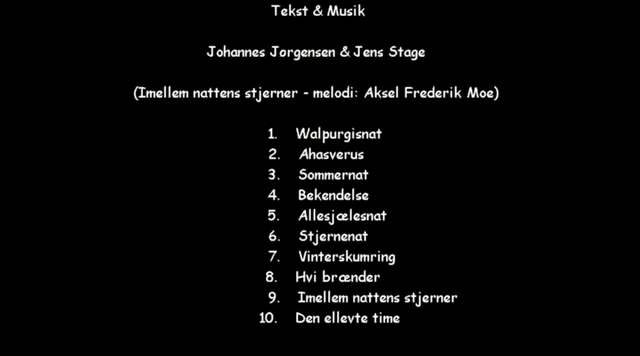 Tekst & Musik
Johannes Jorgensen & Jens Stage
(Imellem nattens stjerner - melodi: Aksel Frederik Moe)
1. Walpurgisnat
2. Ahasverus
3. Sommernat
4. Bekendelse
5. Allesjælesnat
6. Stjernenat
7. Vinterskumring
8. Hvi brænder
9. Imellem nattens stjerner
10. Den ellevte time